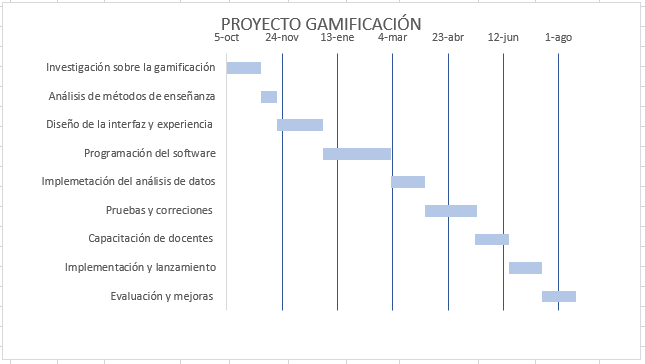 PROYECTO GAMIFICACIÓN
5-oct 24-nov 13-ene 4-mar 23-abr 12-jun 1-ago
Investigación sobre la gamificación
Análisis de métodos de enseñanza
Diseño de la interfaz y experiencia
Programación del software
Implemetación del análisis de datos
Pruebas y correciones
Capacitación de docentes
Implementación y lanzamiento
Evaluación y mejoras